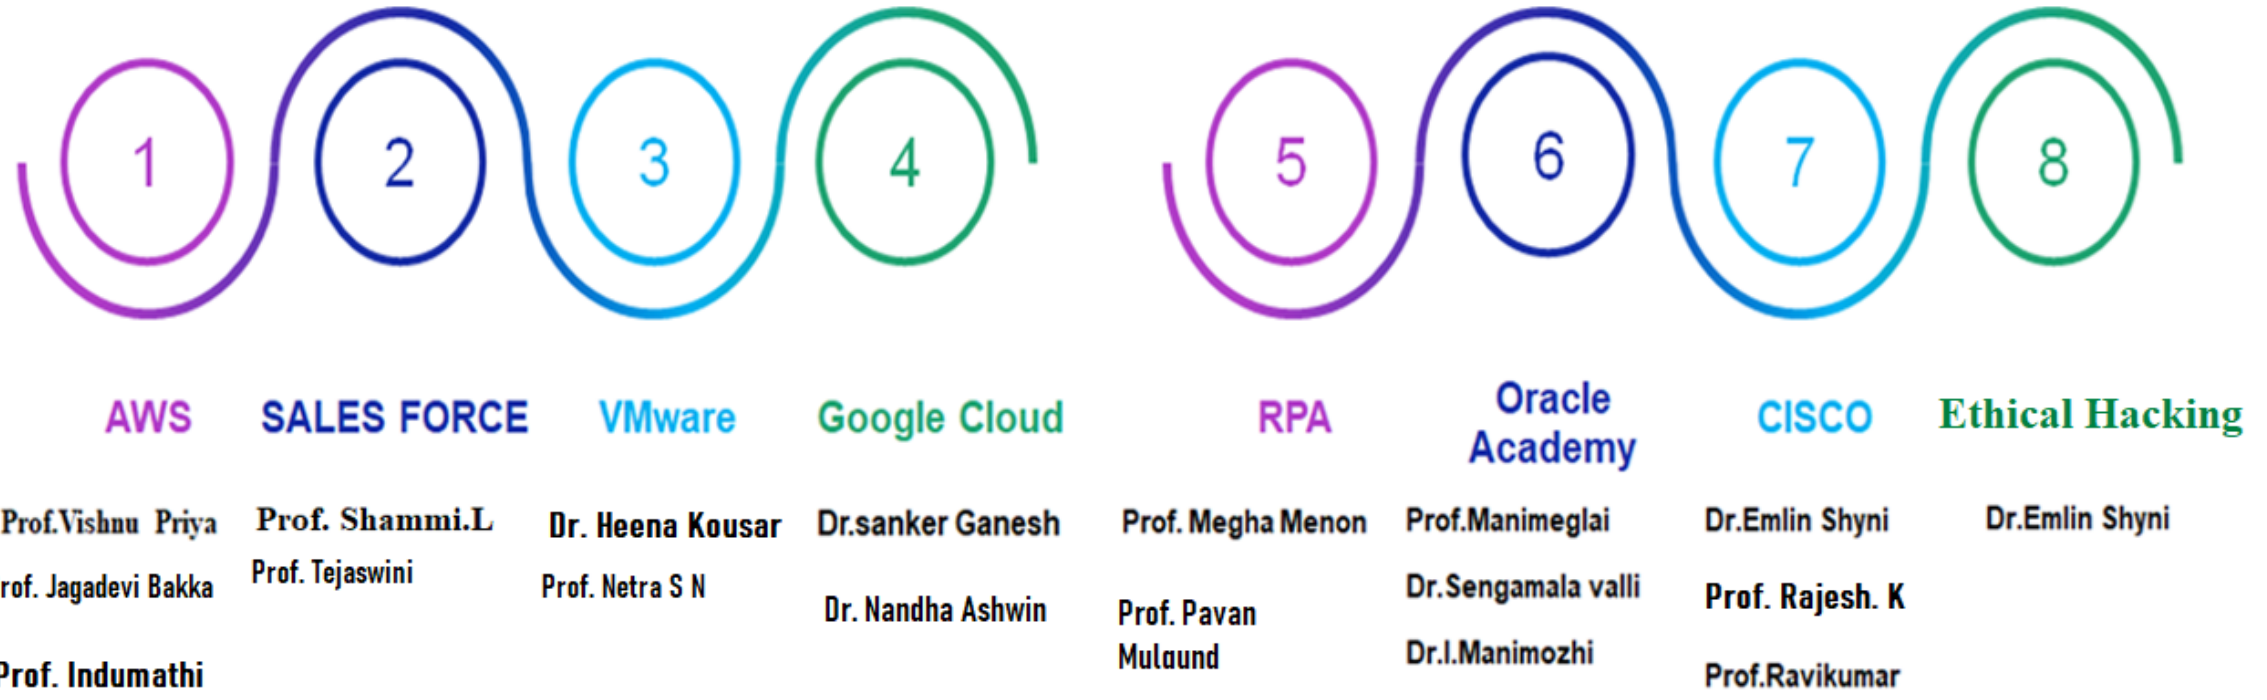 1
2
3
4
5
6
7
8
AWS
SALES FORCE
VMware
Google Cloud
RPA
Oracle
Academy
CISCO
Ethical Hacking
Prof.Vishnu Priya
rof. Jagadevi Bakka
Prof. Indumathi
Prof. Shammi.L
Prof. Tejaswini
Dr. Heena Kousar
Prof. Netra S N
Dr.sanker Ganesh
Dr. Nandha Ashwin
Prof. Megha Menon
Prof. Pavan
Mulgund
Prof.Manimeglai
Dr.Sengamala valli
Dr.I.Manimozhi
Dr.Emlin Shyni
Prof. Rajesh. K
Prof.Ravikumar
Dr.Emlin Shyni